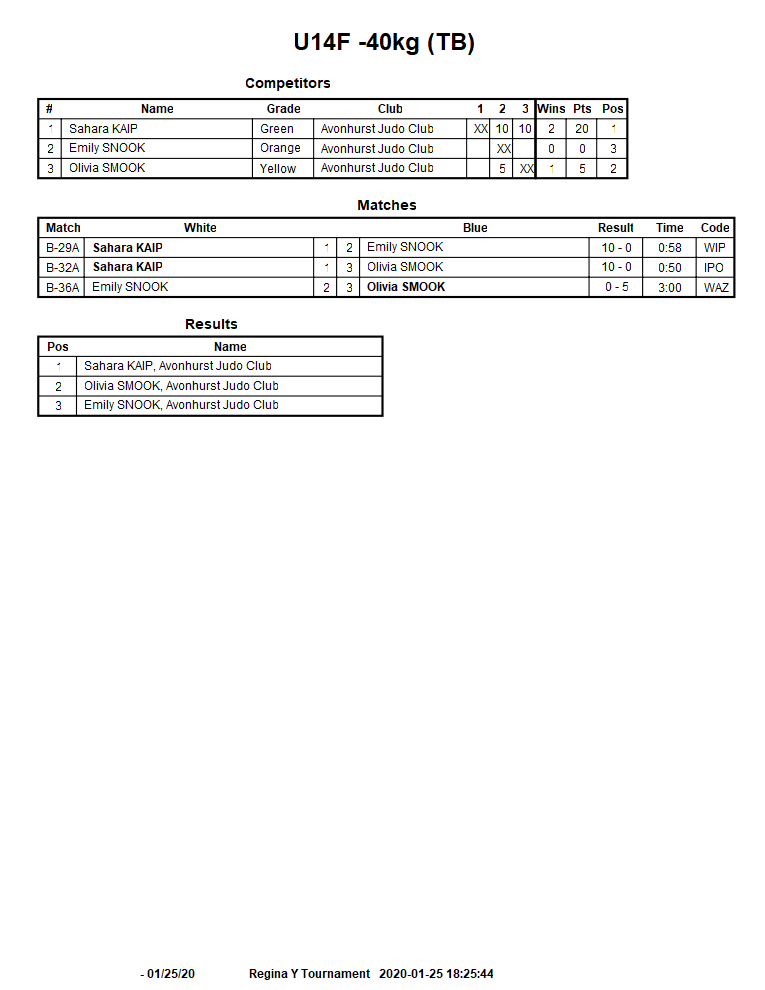 U14F -40kg (TB)
Competitors
# Name Grade Club 1 2 3 Wins Pts Pos
1 Sahara KAIP Green Avonhurst Judo Club XX 10 10 2 20 1
2 Emily SNOOK Orange Avonhurst Judo Club XX 0 0 3
3 Olivia SMOOK Yellow Avonhurst Judo Club 5 XX 1 5 2
Matches
Match White Blue Result Time Code
B-29A Sahara KAIP 1 2 Emily SNOOK 10 - 0 0:58 WIP
B-32A Sahara KAIP 1 3 Olivia SMOOK 10 - 0 0:50 IPO
B-36A Emily SNOOK 2 3 Olivia SMOOK 0 - 5 3:00 WAZ
Results
Pos Name
1 Sahara KAIP, Avonhurst Judo Club
2 Olivia SMOOK, Avonhurst Judo Club
3 Emily SNOOK, Avonhurst Judo Club
- 01/25/20 Regina Y Tournament 2020-01-25 18:25:44